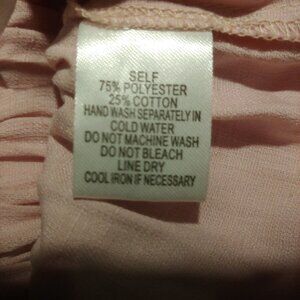 SELF
75% POLYESTER
25% COTTON
HAND WASH SEPARATELY IN
COLD WATER
DO NOT MACHINE WASH
DO NOT BLEACH
LINE DRY
COOL IRON IF NECESSARY